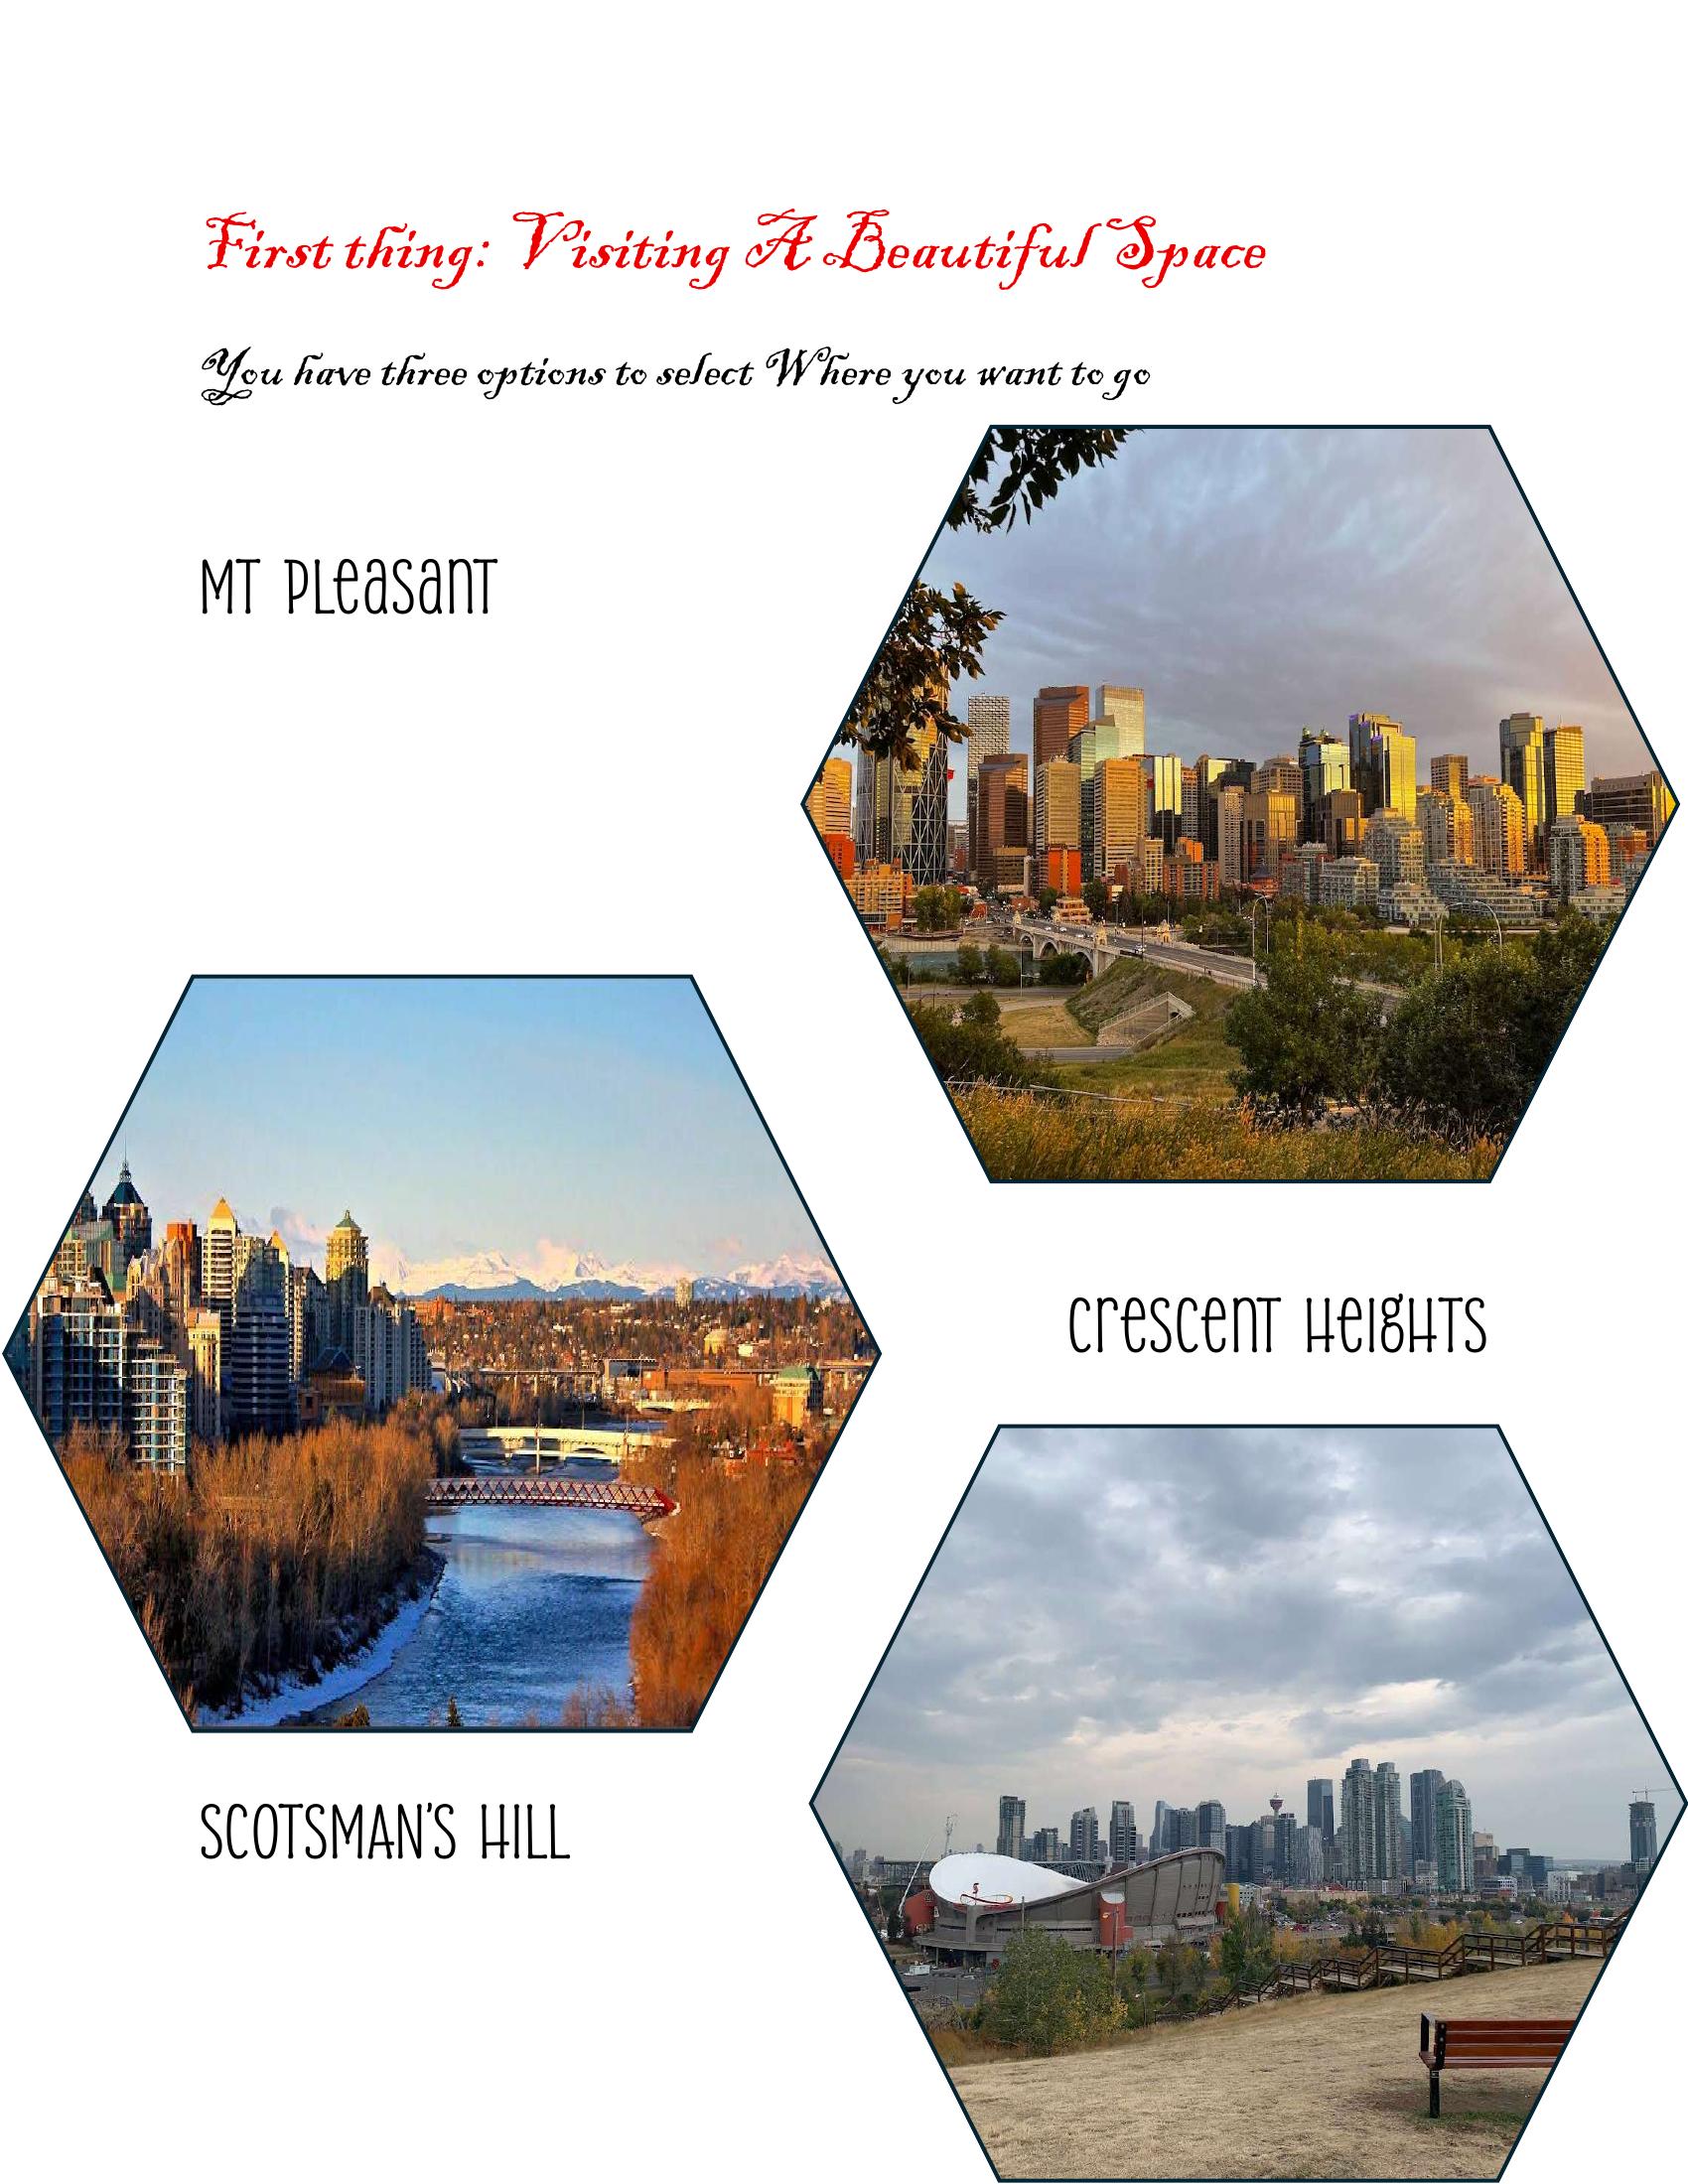 First thing: Visiting A Beautiful Space
You have three options to select Where you want to go
MT Pleasant
Crescent Heights
SCOTSMAN'S HILL